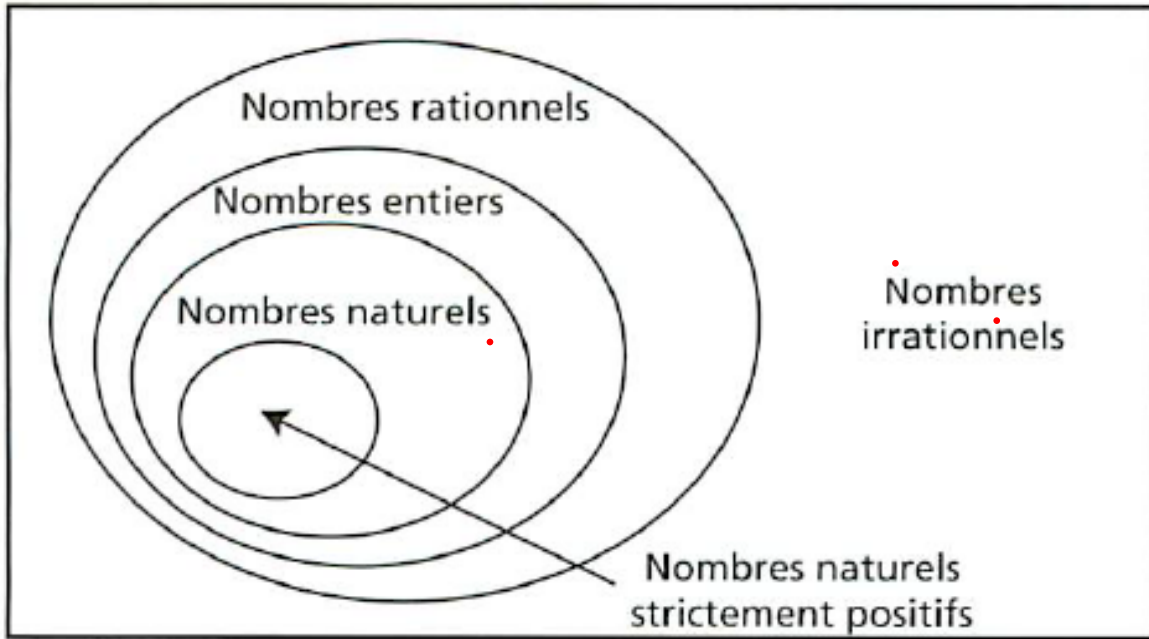 Nombres rationnels
Nombres entiers
Nombres naturels
Nombres
irrationnels
Nombres naturels
strictement positifs